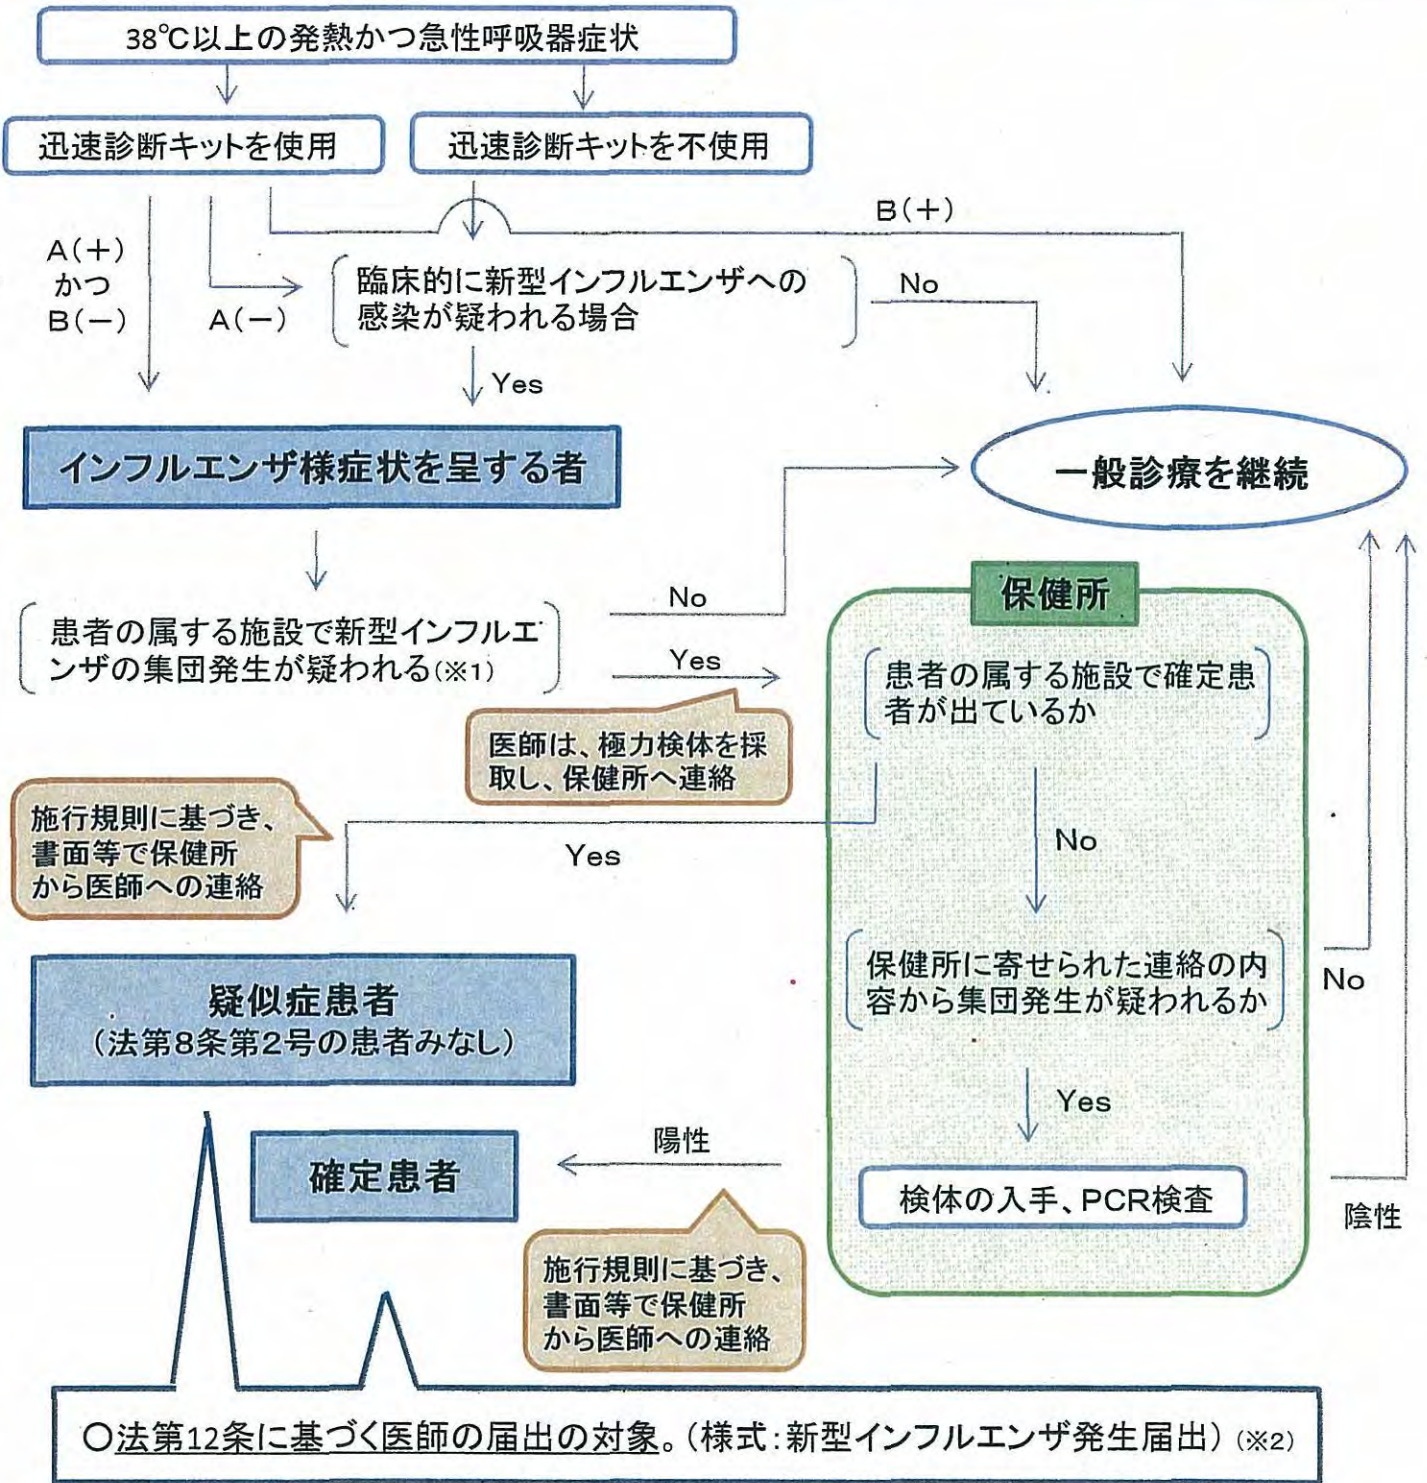 38℃以上の発熱かつ急性呼吸器症状
迅速診断キットを使用
迅速診断キットを不使用
B(+)
A(+)
かつ
B(-)
A(-)
臨床的に新型インフルエンザへの
感染が疑われる場合
No
Yes
インフルエンザ様症状を呈する者
一般診療を継続
患者の属する施設で新型インフルエ
ンザの集団発生が疑われる(※1)
No
Yes
医師は、極力検体を採
取し、保健所へ連絡
保健所
患者の属する施設で確定患
者が出ているか
施行規則に基づき、
書面等で保健所
から医師への連絡
Yes
No
保健所に寄せられた連絡の内
容から集団発生が疑われるか
No
疑似症患者
(法第8条第2号の患者みなし)
Yes
確定患者
陽性
検体の入手、PCR検査
陰性
施行規則に基づき、
書面等で保健所
から医師への連絡
○法第12条に基づく医師の届出の対象。(様式:新型インフルエンザ発生届出)(※2)